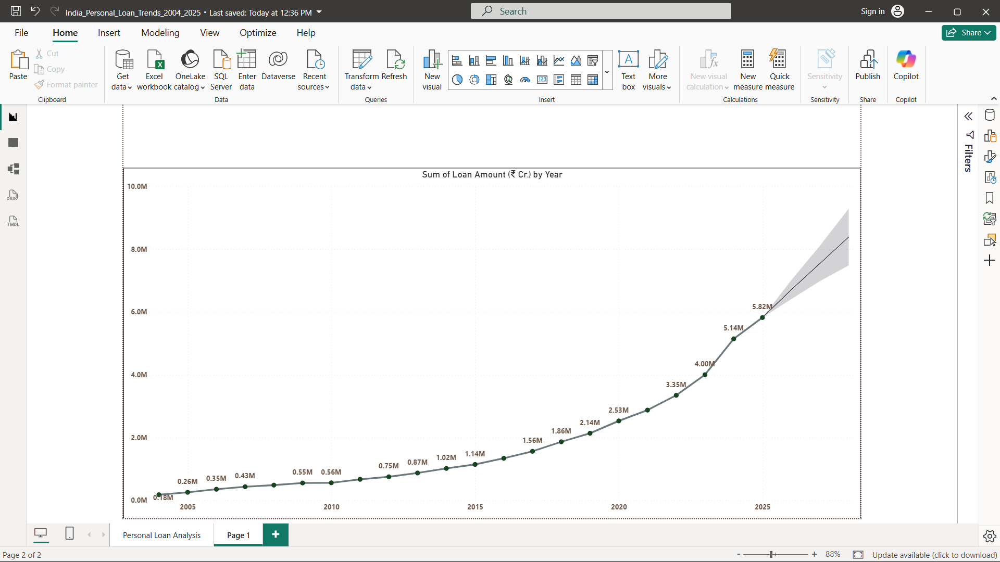 India_Personal_Loan_Trends_2004_2025 • Last saved: Today at 12:36 PM
Search
Sign in
File Home Insert Modeling View Optimize Help
Share
Paste
Cut
Copy
Format painter
Clipboard
Get data
Excel workbook
OneLake catalog
SQL Server
Enter data
Dataverse
Recent sources
Data
Transform data
Refresh
Queries
New visual
123
Insert
A
Text box
More visuals
New visual calculation
New measure
Quick measure
Calculations
Sensitivity
Sensitivity
Publish
Share
Copilot
Copilot
DAX
TMDL
Filters
Sum of Loan Amount (₹ Cr.) by Year
10.0M
8.0M
6.0M
4.0M
2.0M
0.0M
0.18M
0.26M
0.35M
0.43M
0.55M
0.56M
0.75M
0.87M
1.02M
1.14M
1.56M
1.86M
2.14M
2.53M
3.35M
4.00M
5.14M
5.82M
2005 2010 2015 2020 2025
Personal Loan Analysis
Page 1
+
Page 2 of 2
- + 88%
Update available (click to download)